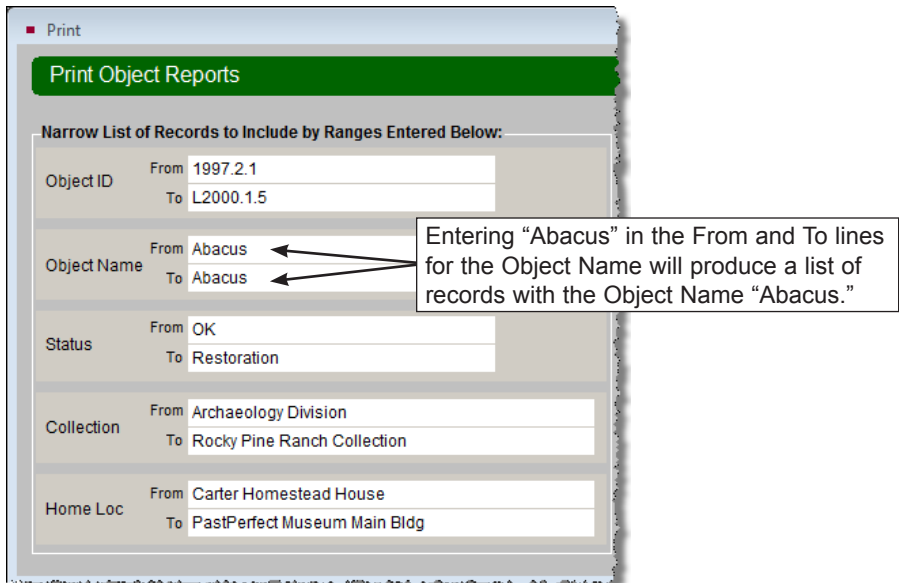 Print
Print Object Reports
Narrow List of Records to Include by Ranges Entered Below:
Object ID
From 1997.2.1
To L2000.1.5
Object Name
From Abacus
To Abacus
Entering “Abacus” in the From and To lines
for the Object Name will produce a list of
records with the Object Name “Abacus.”
Status
From OK
To Restoration
Collection
From Archaeology Division
To Rocky Pine Ranch Collection
Home Loc
From Carter Homestead House
To PastPerfect Museum Main Bldg